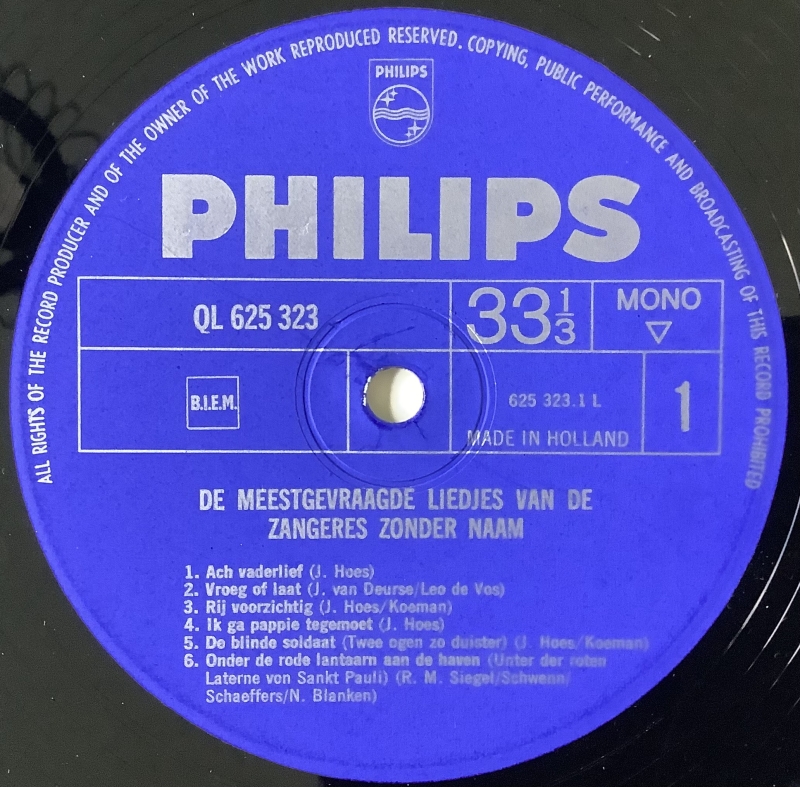 ALL RIGHTS OF THE RECORD PRODUCER AND OF THE OWNER OF THE WORK REPRODUCED RESERVED. COPYING, PUBLIC PERFORMANCE AND BROADCASTING OF THIS RECORD PROHIBITED
PHILIPS
PHILIPS
QL 625 323
33 1/3
MONO
▽
B.I.E.M.
625 323.1 L
MADE IN HOLLAND
1
DE MEESTGEVRAAGDE LIEDJES VAN DE
ZANGERES ZONDER NAAM
1. Ach vaderlief (J. Hoes)
2. Vroeg of laat (J. van Deurse/Leo de Vos)
3. Rij voorzichtig (J. Hoes/Koeman)
4. Ik ga pappie tegemoet (J. Hoes)
5. De blinde soldaat (Twee ogen zo duister) (J. Hoes/Koeman)
6. Onder de rode lantaarn aan de haven (Unter der roten
Laterne von Sankt Pauli) (R. M. Siegel/Schwenn/
Schaeffers/N. Blanken)